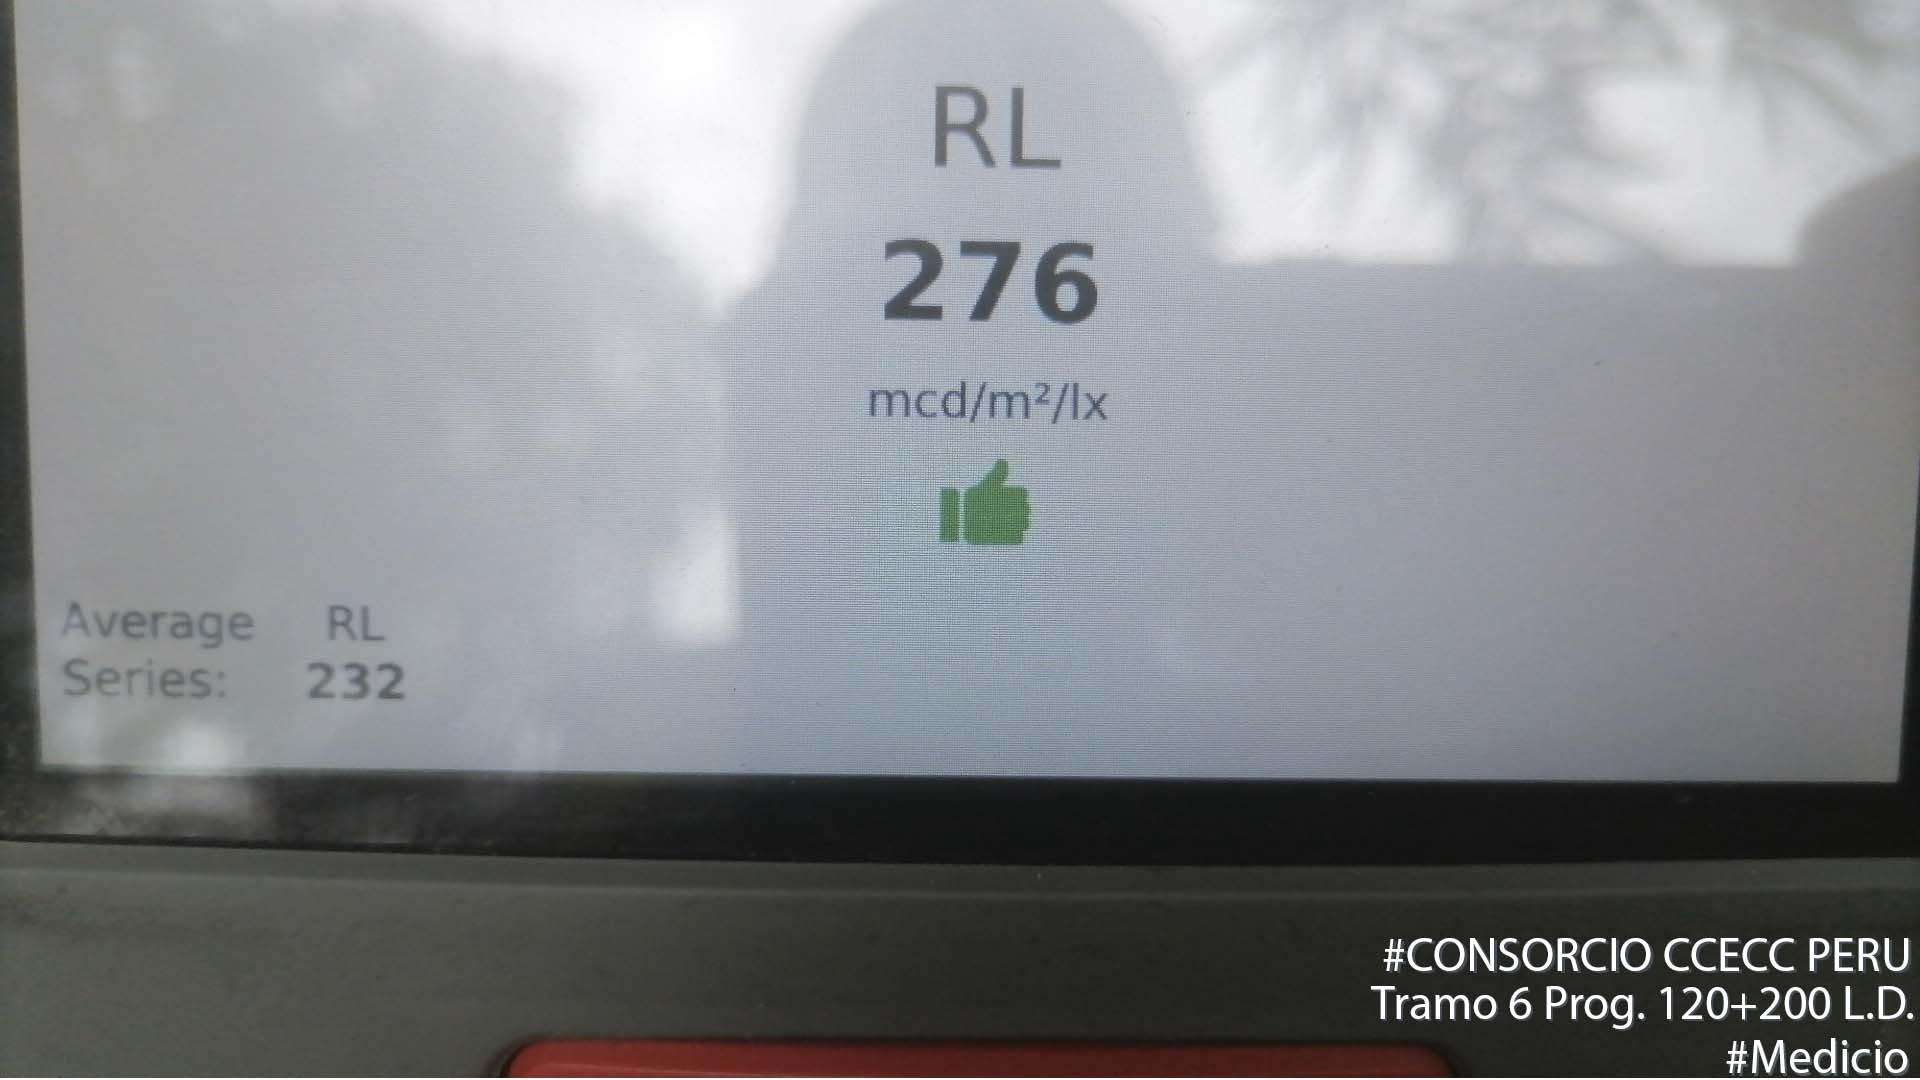 RL
276
mcd/m²/lx
Average RL
Series: 232
#CONSORCIO CCECC PERU
Tramo 6 Prog. 120+200 L.D.
#Medicio